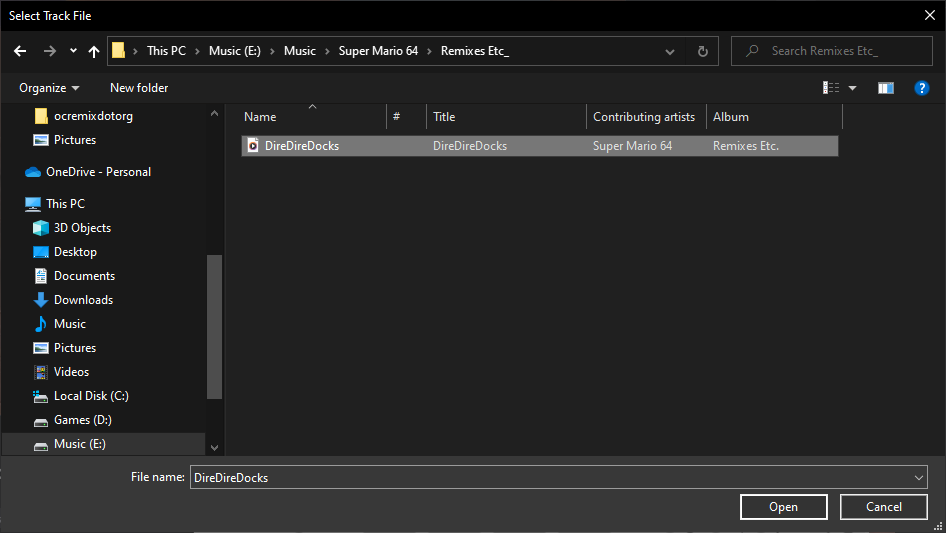 Select Track File
This PC > Music (E:) > Music > Super Mario 64 > Remixes Etc_
Search Remixes Etc_
Organize
New folder
ocremixdotorg
Pictures
OneDrive - Personal
This PC
3D Objects
Desktop
Documents
Downloads
Music
Pictures
Videos
Local Disk (C:)
Games (D:)
Music (E:)
Name # Title Contributing artists Album
DireDireDocks DireDireDocks Super Mario 64 Remixes Etc.
File name: DireDireDocks
Open Cancel